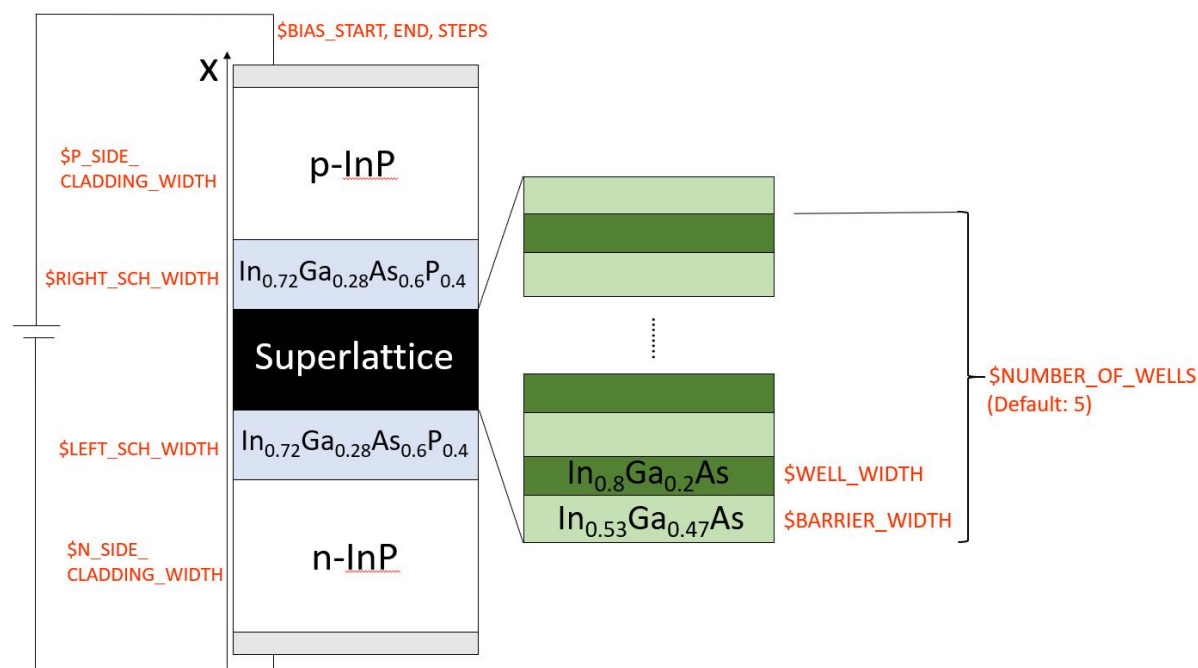 $BIAS_START, END, STEPS
X
$P_SIDE_
CLADDING_WIDTH
p-InP
$RIGHT_SCH_WIDTH
In0.72Ga0.28As0.6P0.4
Superlattice
$LEFT_SCH_WIDTH
In0.72Ga0.28As0.6P0.4
$N_SIDE_
CLADDING_WIDTH
n-InP
In0.8Ga0.2As
$WELL_WIDTH
In0.53Ga0.47As
$BARRIER_WIDTH
$NUMBER_OF_WELLS
(Default: 5)